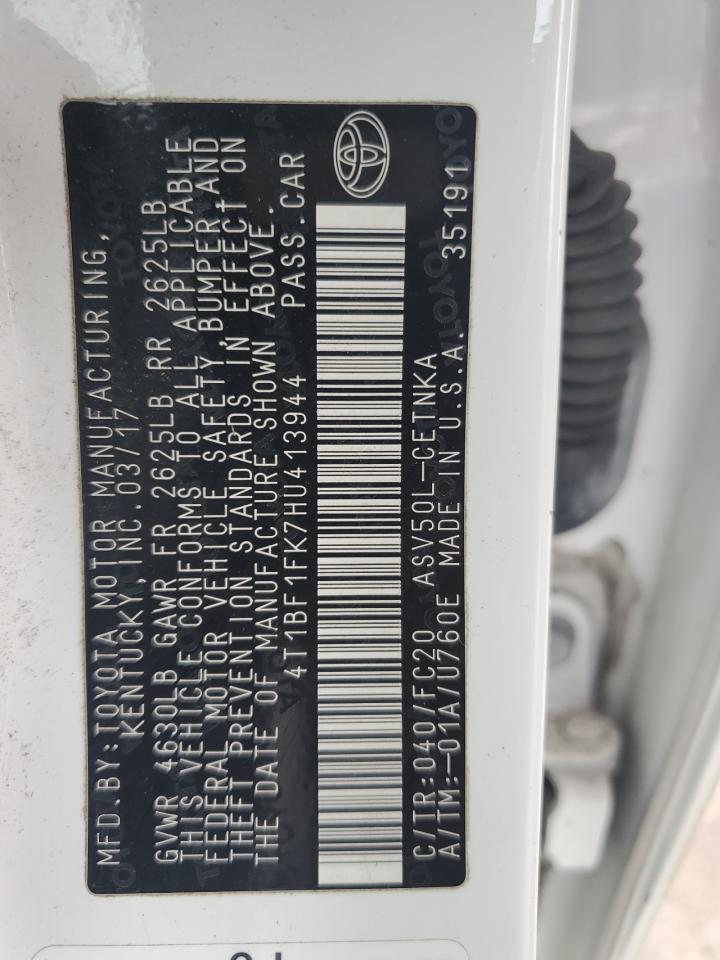 MFD.BY:TOYOTA MOTOR MANUFACTURING,
KENTUCKY, INC.03/17
GVWR 4630LB GAWR FR 2625LB RR 2625LB
THIS VEHICLE CONFORMS TO ALL APPLICABLE
FEDERAL MOTOR VEHICLE SAFETY,BUMPER,AND
THEFT PREVENTION STANDARDS IN EFFECT ON
THE DATE OF MANUFACTURE SHOWN ABOVE.
4T1BF1FK7HU413944 PASS.CAR
C/TR:040/FC20 ASV50L-CETNKA
A/TM:-01A/U760E MADE IN U.S.A. 35191